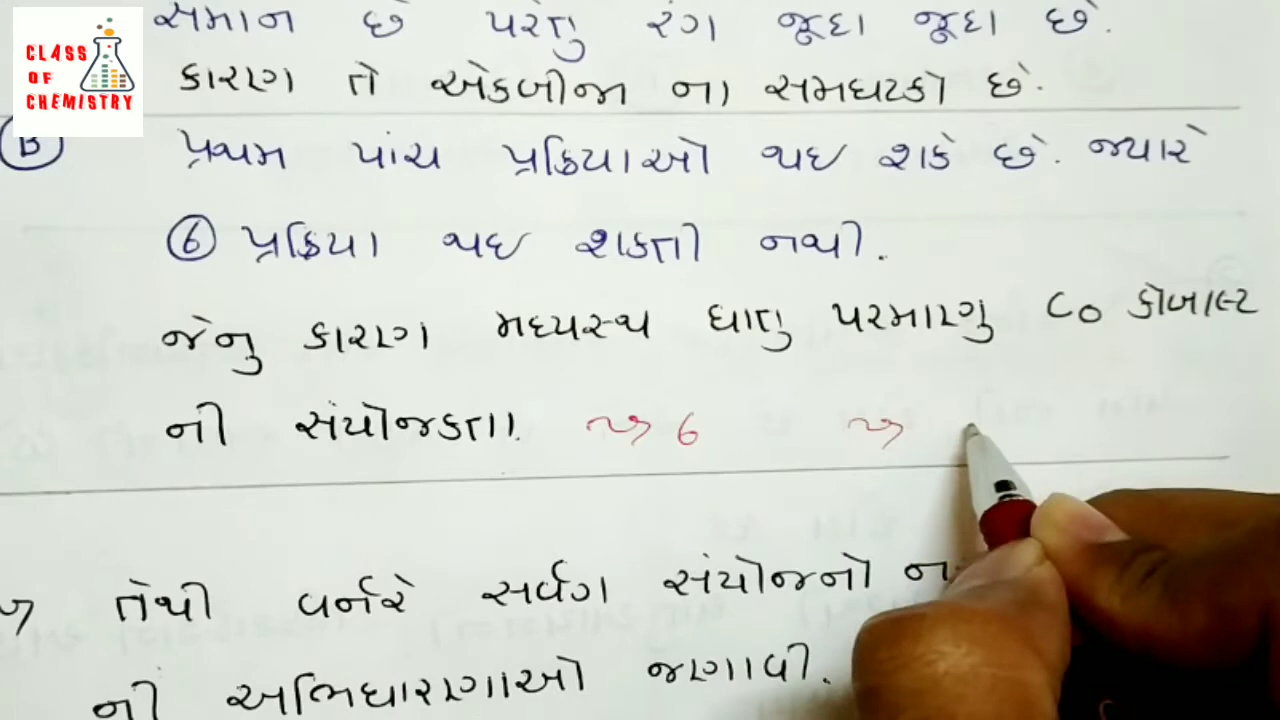 CLASS
OF
CHEMISTRY
સમાન છે પરંતુ રંગ જૂદા જૂદા છે.
કારણ તે એકબીજા ના સમઘટકો છે.
B પ્રથમ પાંચ પ્રક્રિયાઓ થઇ શકે છે. જ્યારે
6 પ્રક્રિયા થઇ શકતી નથી.
જેનુ કારણ મધ્યસ્થ ધાતુ પરમાણુ Co કોબાલ્ટ
ની સંયોજકતા. ~> 6 ~>
તેથી વર્નરે સર્વગ સંયોજનો
ની અભિધારણાઓ જણાવી.